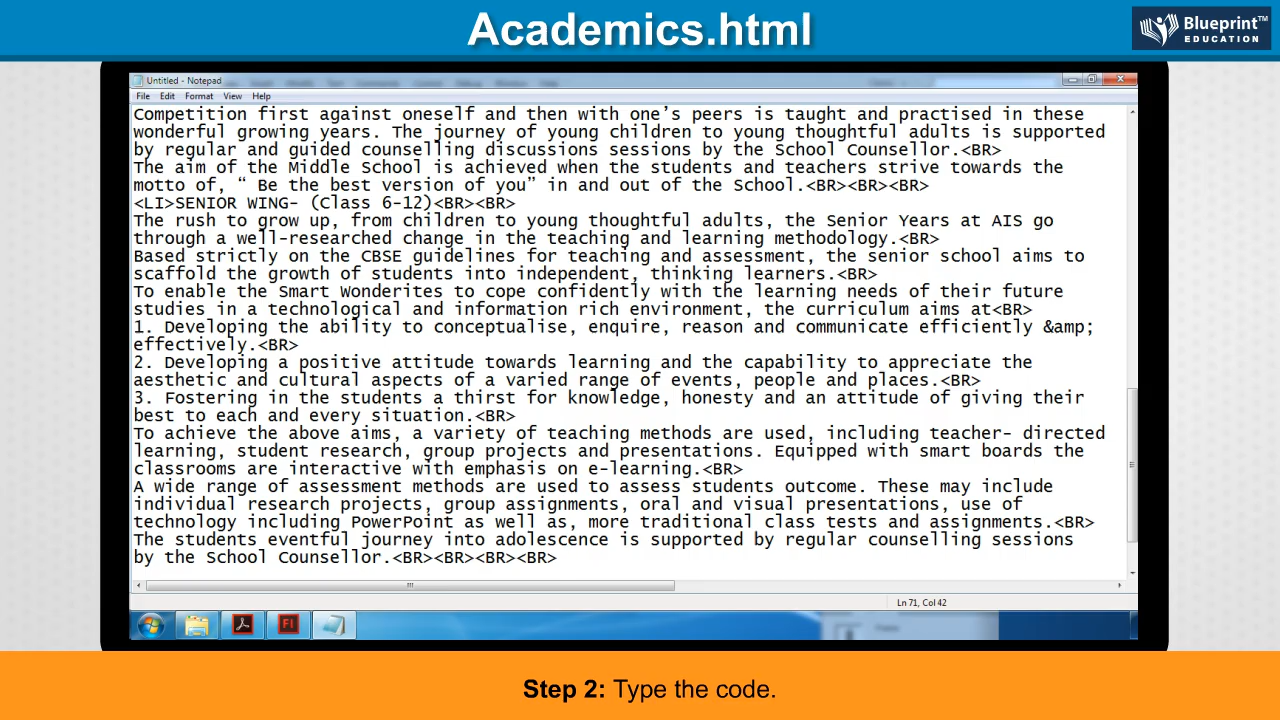 Academics.html
Blueprint™
EDUCATION
Untitled - Notepad
File Edit Format View Help
Competition first against oneself and then with one’s peers is taught and practised in these
wonderful growing years. The journey of young children to young thoughtful adults is supported
by regular and guided counselling discussions sessions by the School Counsellor.<BR>
The aim of the Middle School is achieved when the students and teachers strive towards the
motto of, “ Be the best version of you” in and out of the School.<BR><BR><BR>
<LI>SENIOR WING- (Class 6-12)<BR><BR>
The rush to grow up, from children to young thoughtful adults, the Senior Years at AIS go
through a well-researched change in the teaching and learning methodology.<BR>
Based strictly on the CBSE guidelines for teaching and assessment, the senior school aims to
scaffold the growth of students into independent, thinking learners.<BR>
To enable the Smart Wonderites to cope confidently with the learning needs of their future
studies in a technological and information rich environment, the curriculum aims at<BR>
1. Developing the ability to conceptualise, enquire, reason and communicate efficiently &amp;
effectively.<BR>
2. Developing a positive attitude towards learning and the capability to appreciate the
aesthetic and cultural aspects of a varied range of events, people and places.<BR>
3. Fostering in the students a thirst for knowledge, honesty and an attitude of giving their
best to each and every situation.<BR>
To achieve the above aims, a variety of teaching methods are used, including teacher- directed
learning, student research, group projects and presentations. Equipped with smart boards the
classrooms are interactive with emphasis on e-learning.<BR>
A wide range of assessment methods are used to assess students outcome. These may include
individual research projects, group assignments, oral and visual presentations, use of
technology including PowerPoint as well as, more traditional class tests and assignments.<BR>
The students eventful journey into adolescence is supported by regular counselling sessions
by the School Counsellor.<BR><BR><BR><BR>
Ln 71, Col 42
Step 2: Type the code.